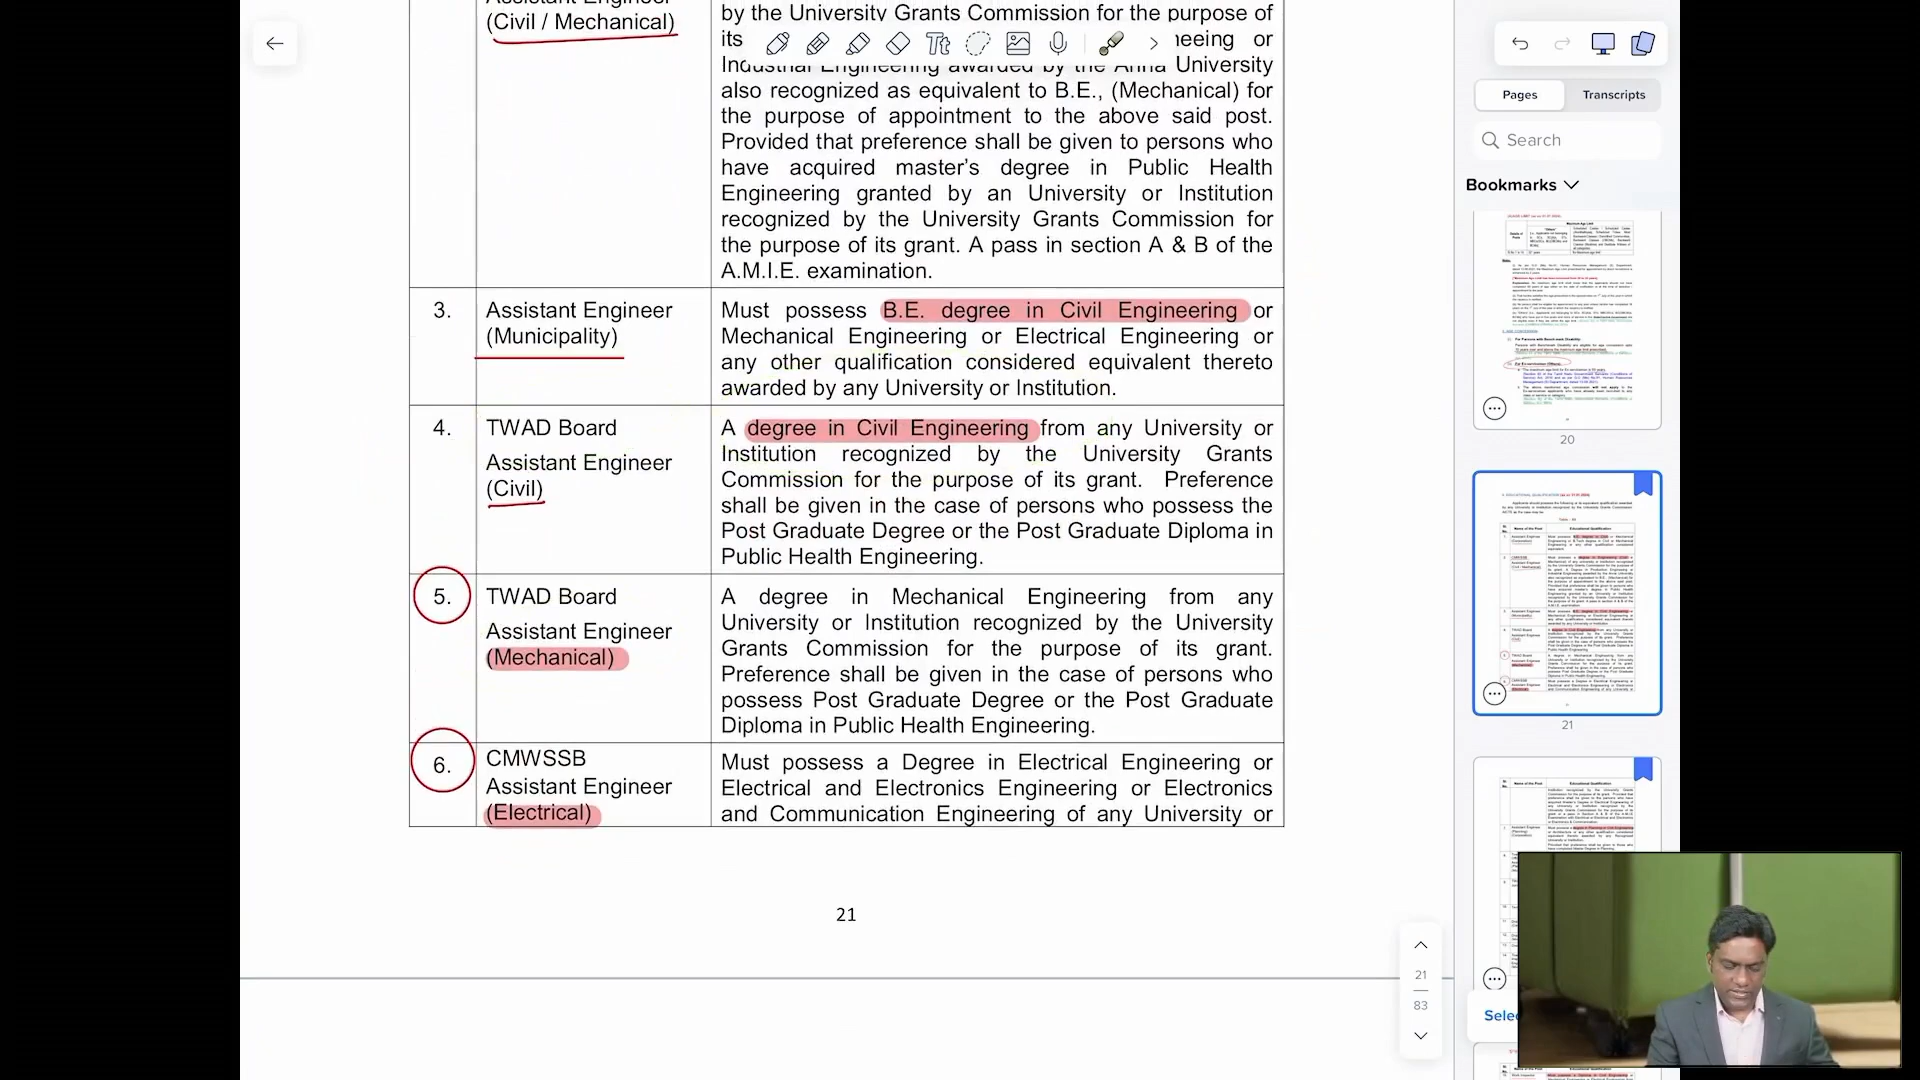 Assistant Engineer
(Civil / Mechanical)
by the University Grants Commission for the purpose of
its
neeing or
Industrial Engineering awarded by the Anna University
also recognized as equivalent to B.E., (Mechanical) for
the purpose of appointment to the above said post.
Provided that preference shall be given to persons who
have acquired master's degree in Public Health
Engineering granted by an University or Institution
recognized by the University Grants Commission for
the purpose of its grant. A pass in section A & B of the
A.M.I.E. examination.
3.
Assistant Engineer
(Municipality)
Must possess B.E. degree in Civil Engineering or
Mechanical Engineering or Electrical Engineering or
any other qualification considered equivalent thereto
awarded by any University or Institution.
4.
TWAD Board
Assistant Engineer
(Civil)
A degree in Civil Engineering from any University or
Institution recognized by the University Grants
Commission for the purpose of its grant. Preference
shall be given in the case of persons who possess the
Post Graduate Degree or the Post Graduate Diploma in
Public Health Engineering.
5.
TWAD Board
Assistant Engineer
(Mechanical)
A degree in Mechanical Engineering from any
University or Institution recognized by the University
Grants Commission for the purpose of its grant.
Preference shall be given in the case of persons who
possess Post Graduate Degree or the Post Graduate
Diploma in Public Health Engineering.
6.
CMWSSB
Assistant Engineer
(Electrical)
Must possess a Degree in Electrical Engineering or
Electrical and Electronics Engineering or Electronics
and Communication Engineering of any University or
21
Tt
Pages
Transcripts
Search
Bookmarks
20
21
21
83
Sele